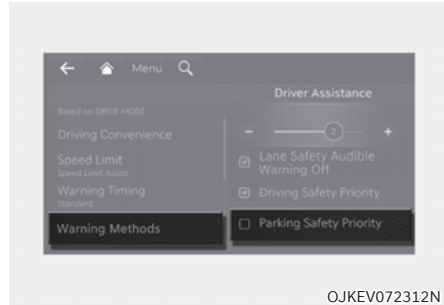 Menu
Driver Assistance
Based on DRIVE MODE
Driving Convenience
Speed Limit
Speed Limit Assist
Warning Timing
Standard
Warning Methods
- 2 +
Lane Safety Audible
Warning Off
Driving Safety Priority
Parking Safety Priority
OJKEV072312N